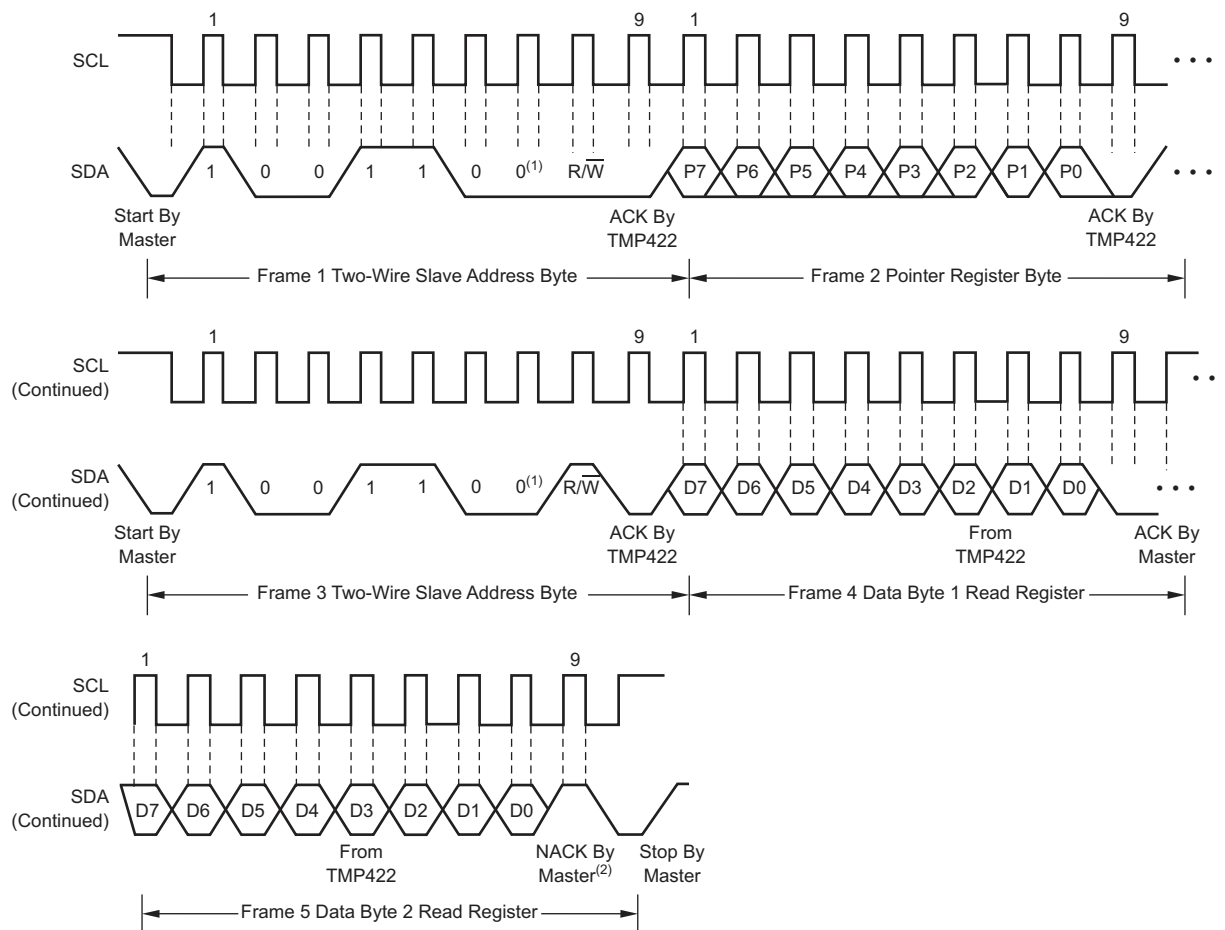 1 9 1 9
SCL
SDA
1 0 0 1 1 0 0(1) R/W̅ P7 P6 P5 P4 P3 P2 P1 P0
Start By Master
ACK By TMP422
ACK By TMP422
Frame 1 Two-Wire Slave Address Byte
Frame 2 Pointer Register Byte
1 9 1 9
SCL (Continued)
SDA (Continued)
1 0 0 1 1 0 0(1) R/W̅ D7 D6 D5 D4 D3 D2 D1 D0
Start By Master
ACK By TMP422
From TMP422
ACK By Master
Frame 3 Two-Wire Slave Address Byte
Frame 4 Data Byte 1 Read Register
1 9
SCL (Continued)
SDA (Continued)
D7 D6 D5 D4 D3 D2 D1 D0
From TMP422
NACK By Master(2)
Stop By Master
Frame 5 Data Byte 2 Read Register